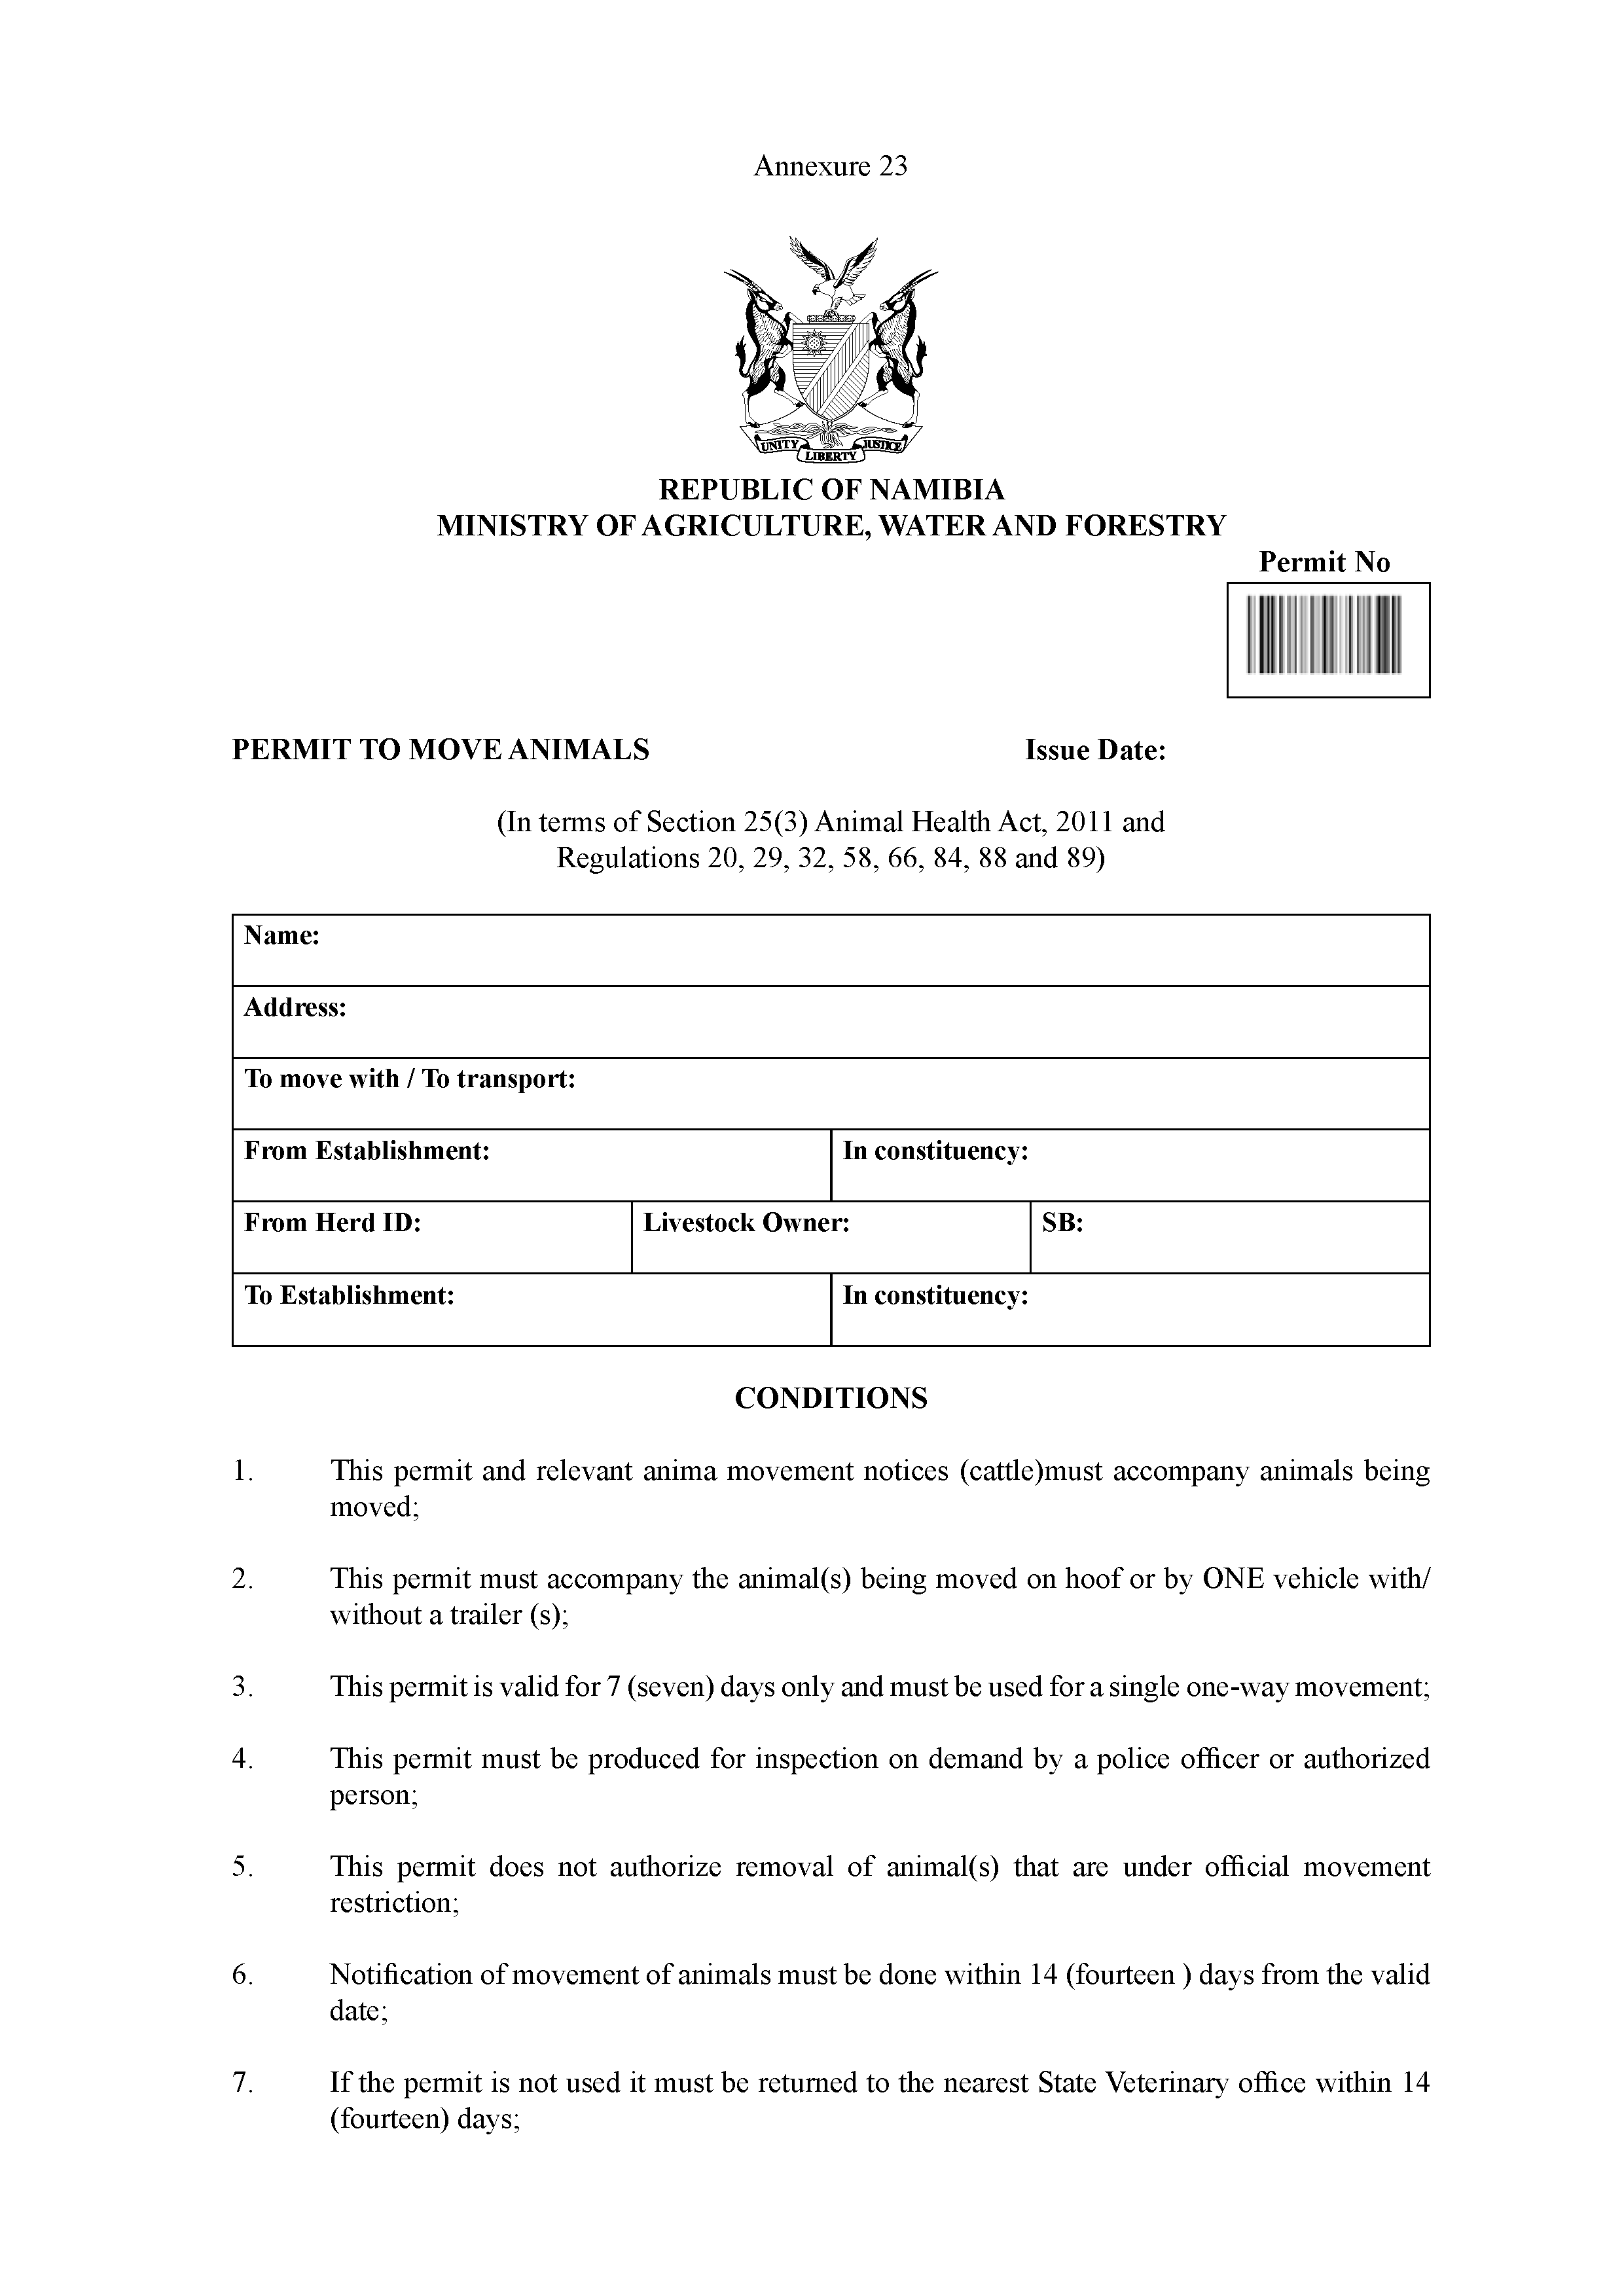 Annexure 23
UNITY
LIBERTY
JUSTICE
REPUBLIC OF NAMIBIA
MINISTRY OF AGRICULTURE, WATER AND FORESTRY
Permit No
PERMIT TO MOVE ANIMALS Issue Date:
(In terms of Section 25(3) Animal Health Act, 2011 and
Regulations 20, 29, 32, 58, 66, 84, 88 and 89)
Name:
Address:
To move with / To transport:
From Establishment: In constituency:
From Herd ID: Livestock Owner: SB:
To Establishment: In constituency:
CONDITIONS
1. This permit and relevant anima movement notices (cattle)must accompany animals being
moved;
2. This permit must accompany the animal(s) being moved on hoof or by ONE vehicle with/
without a trailer (s);
3. This permit is valid for 7 (seven) days only and must be used for a single one-way movement;
4. This permit must be produced for inspection on demand by a police officer or authorized
person;
5. This permit does not authorize removal of animal(s) that are under official movement
restriction;
6. Notification of movement of animals must be done within 14 (fourteen ) days from the valid
date;
7. If the permit is not used it must be returned to the nearest State Veterinary office within 14
(fourteen) days;